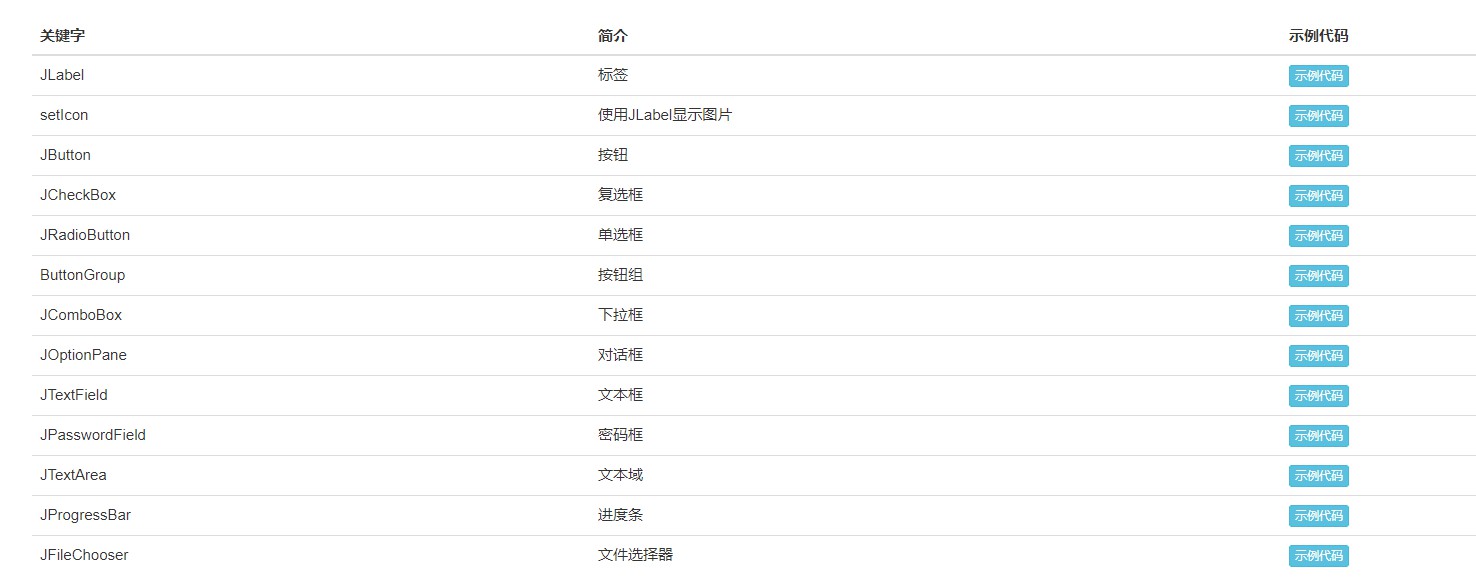 关键字 简介 示例代码
JLabel 标签 示例代码
setIcon 使用JLabel显示图片 示例代码
JButton 按钮 示例代码
JCheckBox 复选框 示例代码
JRadioButton 单选框 示例代码
ButtonGroup 按钮组 示例代码
JComboBox 下拉框 示例代码
JOptionPane 对话框 示例代码
JTextField 文本框 示例代码
JPasswordField 密码框 示例代码
JTextArea 文本域 示例代码
JProgressBar 进度条 示例代码
JFileChooser 文件选择器 示例代码